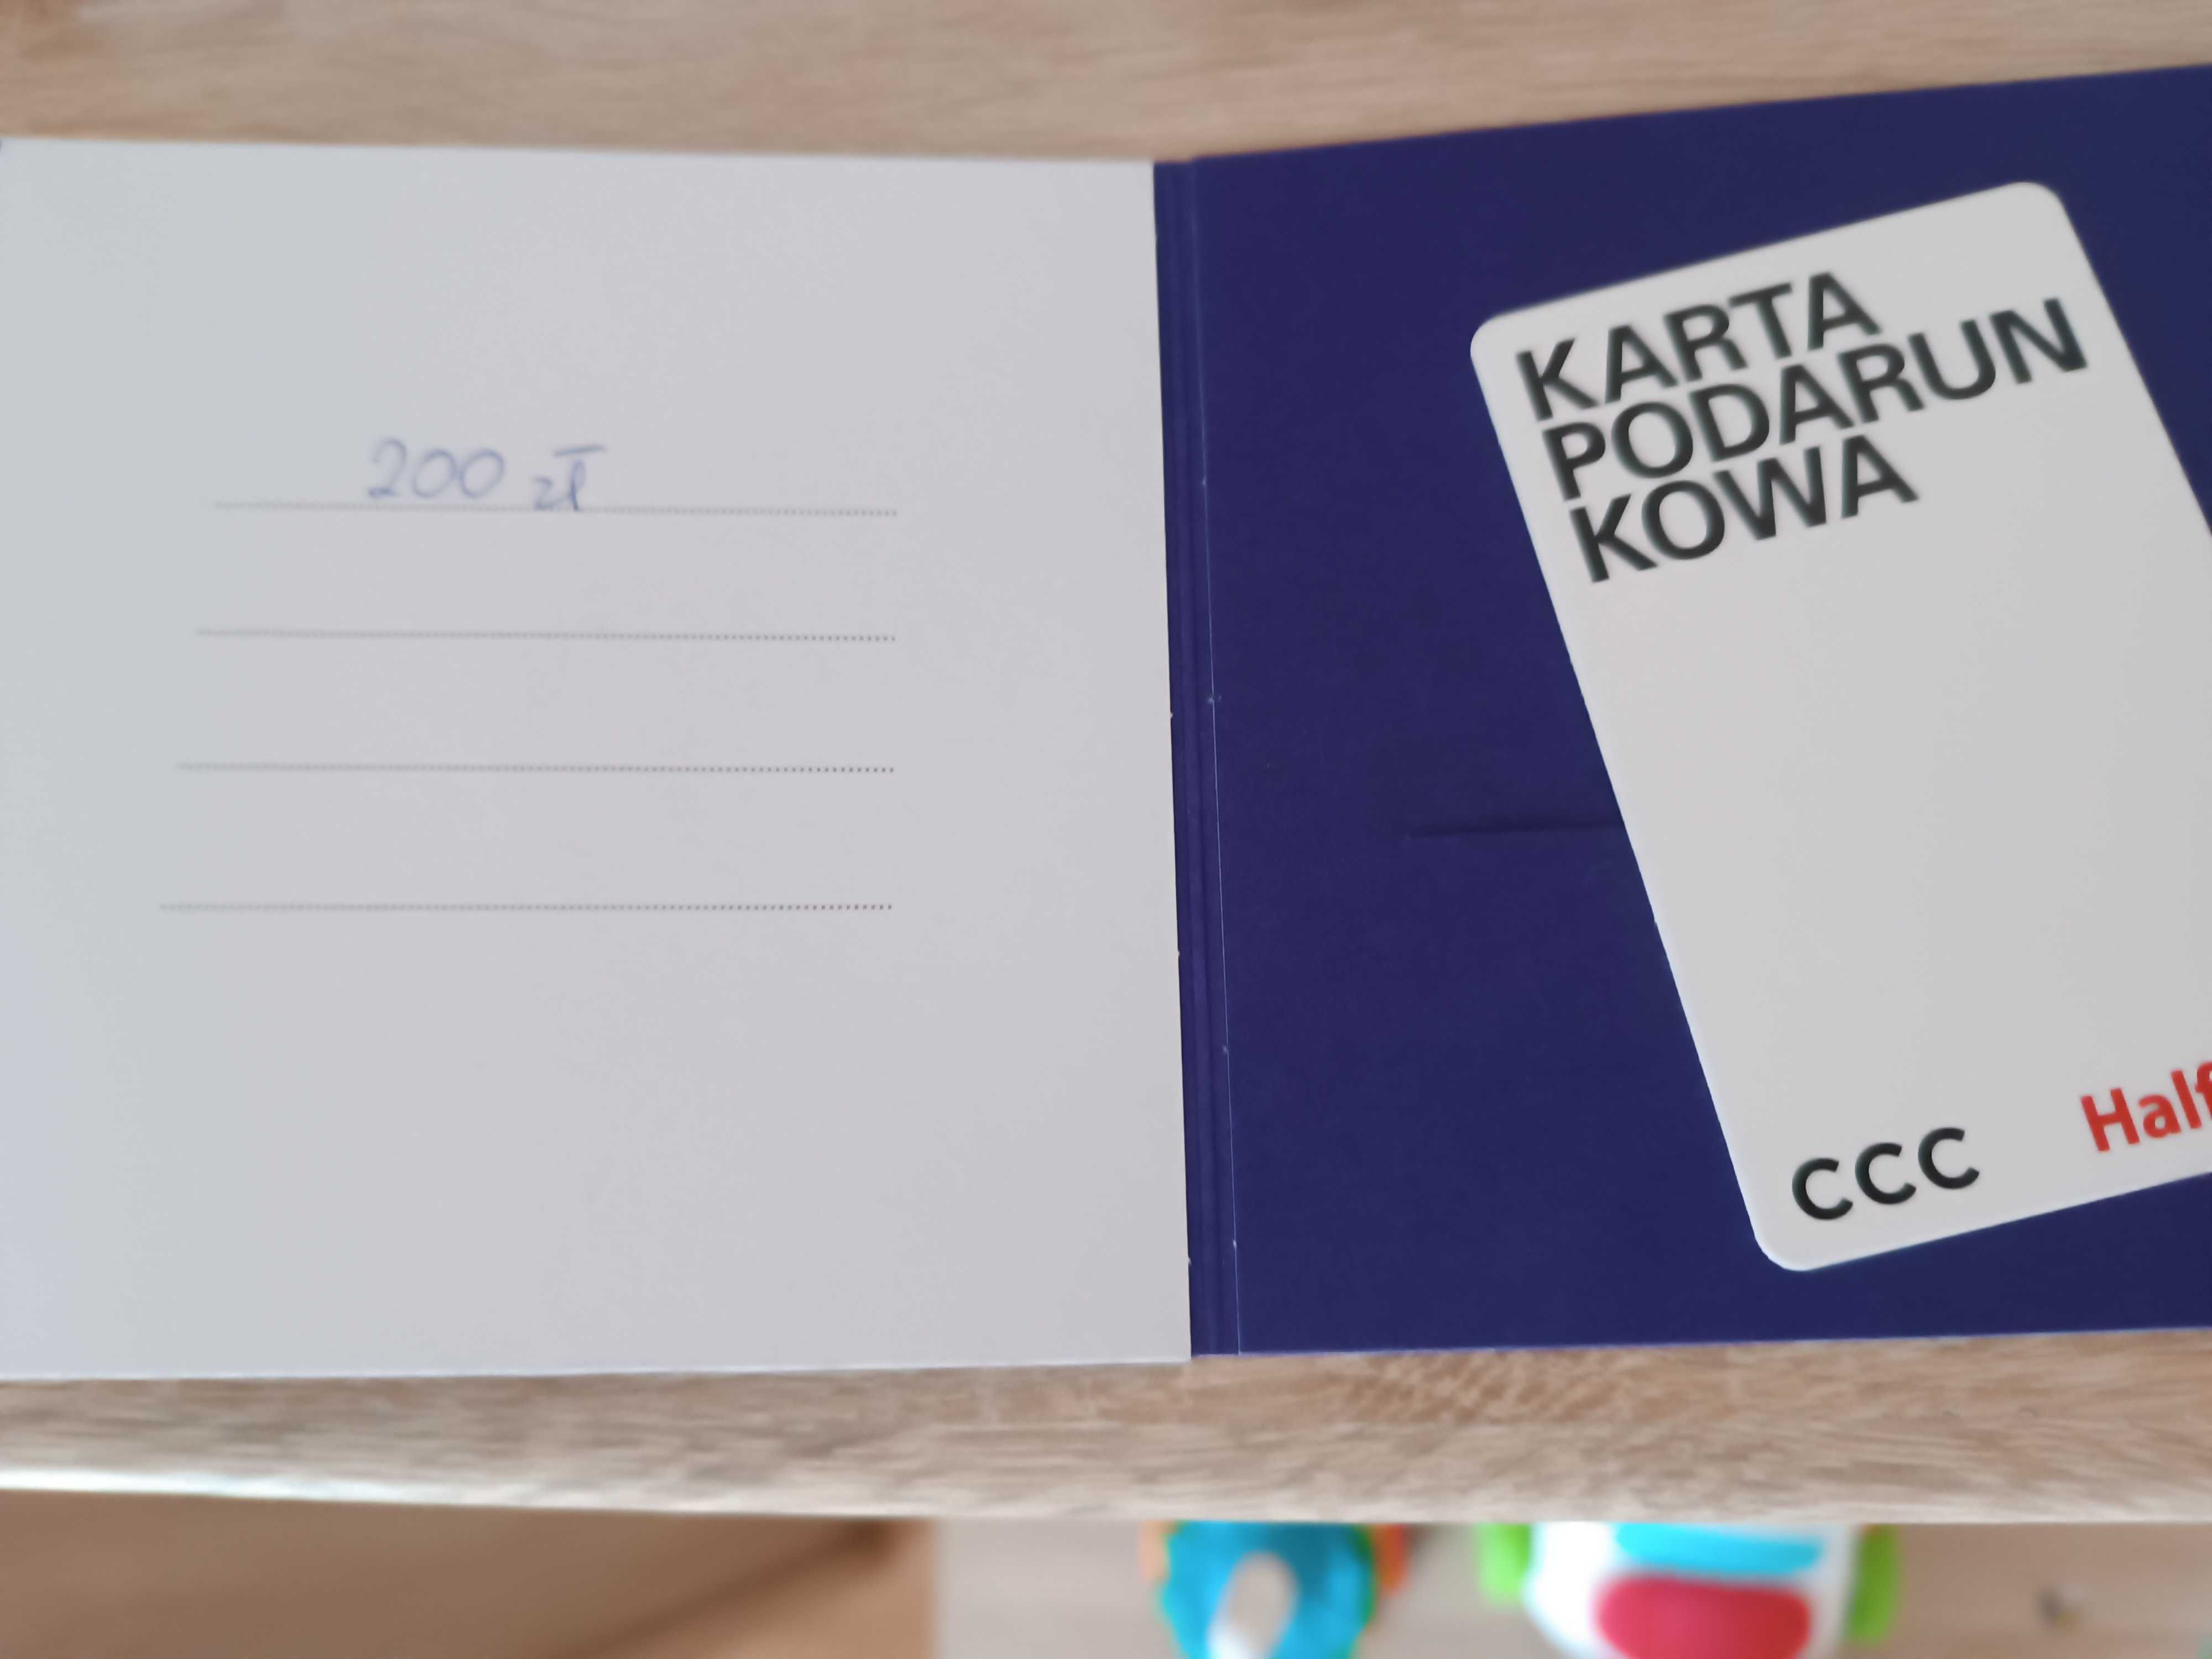 200 zł
KARTA
PODARUN
KOWA
CCC Half